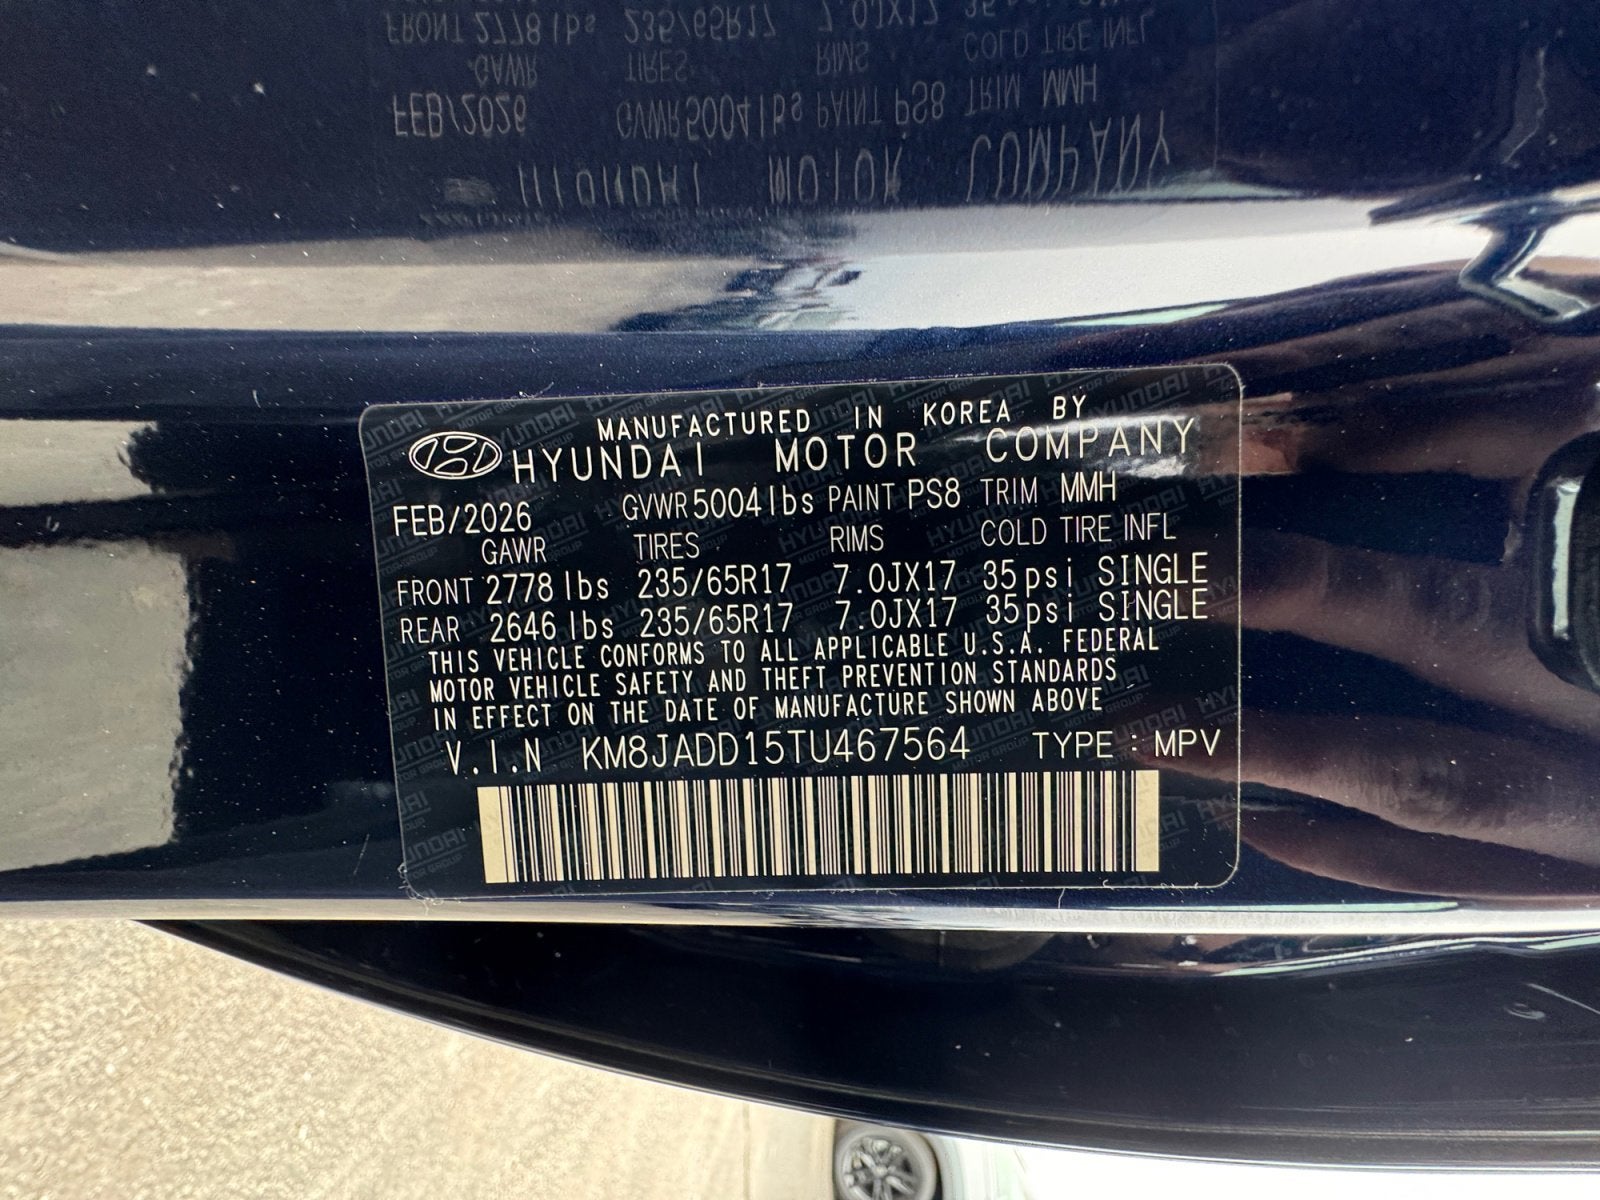 MANUFACTURED IN KOREA BY
HYUNDAI MOTOR COMPANY
FEB/2026 GVWR 5004 lbs PAINT PS8 TRIM MMH
GAWR TIRES RIMS COLD TIRE INFL
FRONT 2778 lbs 235/65R17 7.0JX17 35psi SINGLE
REAR 2646 lbs 235/65R17 7.0JX17 35psi SINGLE
THIS VEHICLE CONFORMS TO ALL APPLICABLE U.S.A. FEDERAL
MOTOR VEHICLE SAFETY AND THEFT PREVENTION STANDARDS
IN EFFECT ON THE DATE OF MANUFACTURE SHOWN ABOVE
V.I.N KM8JADD15TU467564 TYPE : MPV